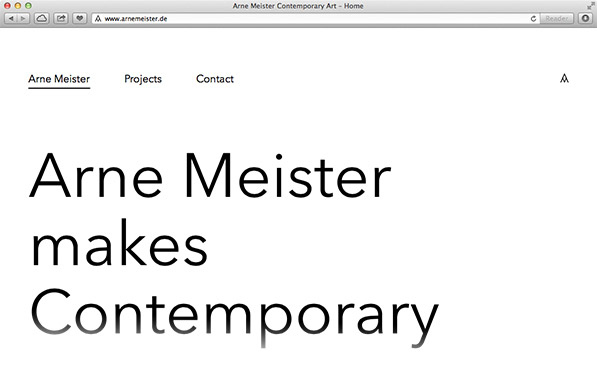 Arne Meister Contemporary Art – Home
www.arnemeister.de
Reader
Arne Meister Projects Contact
Arne Meister
makes
Contemporary